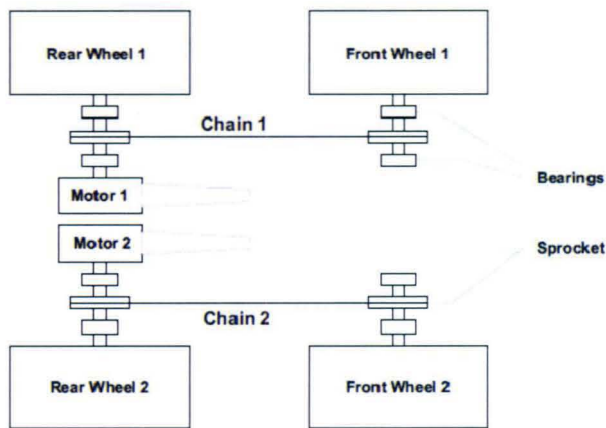 Rear Wheel 1
Front Wheel 1
Chain 1
Bearings
Motor 1
Motor 2
Sprocket
Chain 2
Rear Wheel 2
Front Wheel 2